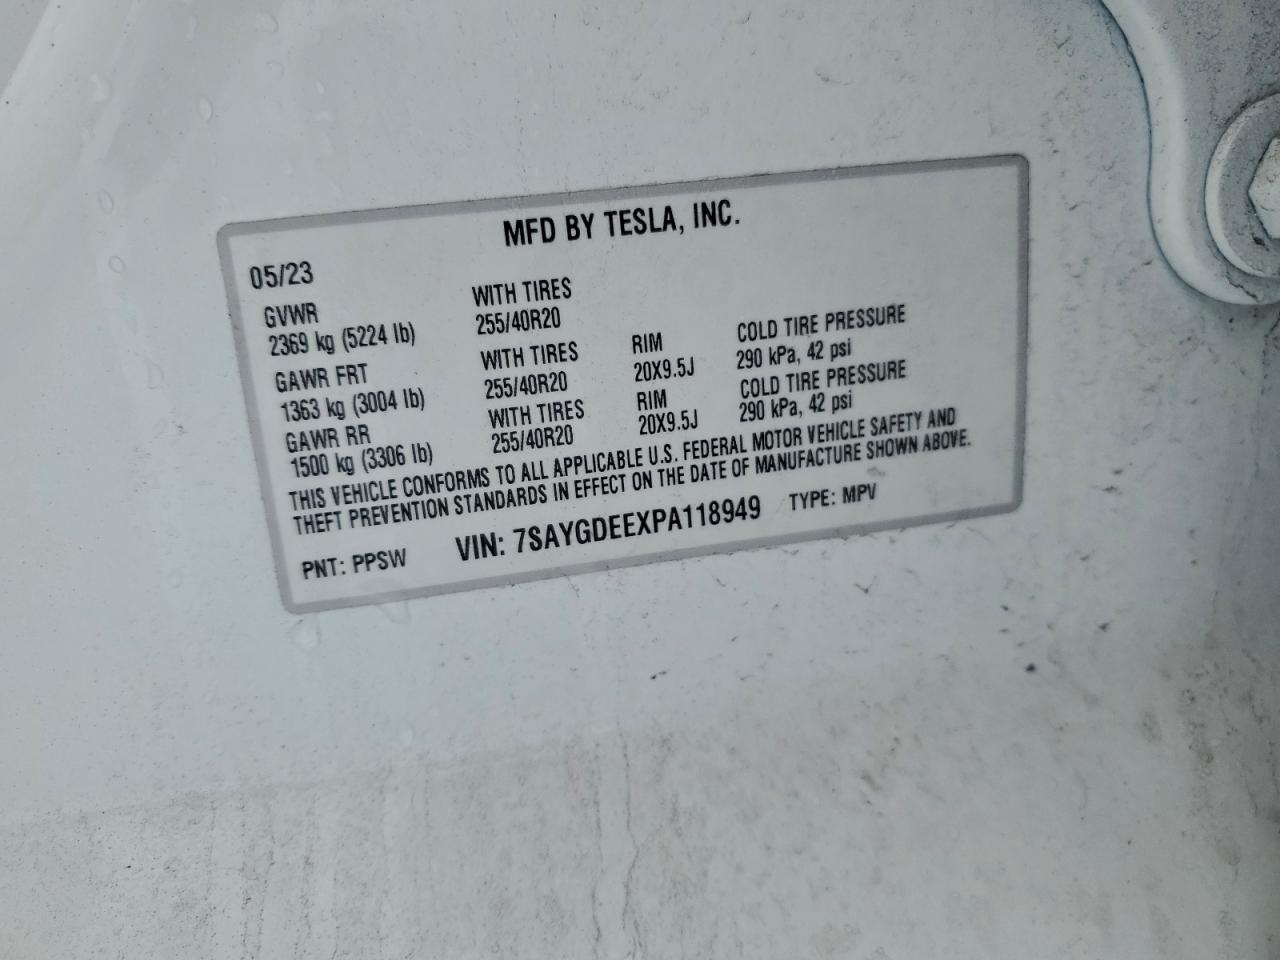 MFD BY TESLA, INC.
05/23
GVWR WITH TIRES
2369 kg (5224 lb) 255/40R20
GAWR FRT WITH TIRES RIM COLD TIRE PRESSURE
1363 kg (3004 lb) 255/40R20 20X9.5J 290 kPa, 42 psi
GAWR RR WITH TIRES RIM COLD TIRE PRESSURE
1500 kg (3306 lb) 255/40R20 20X9.5J 290 kPa, 42 psi
THIS VEHICLE CONFORMS TO ALL APPLICABLE U.S. FEDERAL MOTOR VEHICLE SAFETY AND
THEFT PREVENTION STANDARDS IN EFFECT ON THE DATE OF MANUFACTURE SHOWN ABOVE.
PNT: PPSW VIN: 7SAYGDEEXPA118949 TYPE: MPV